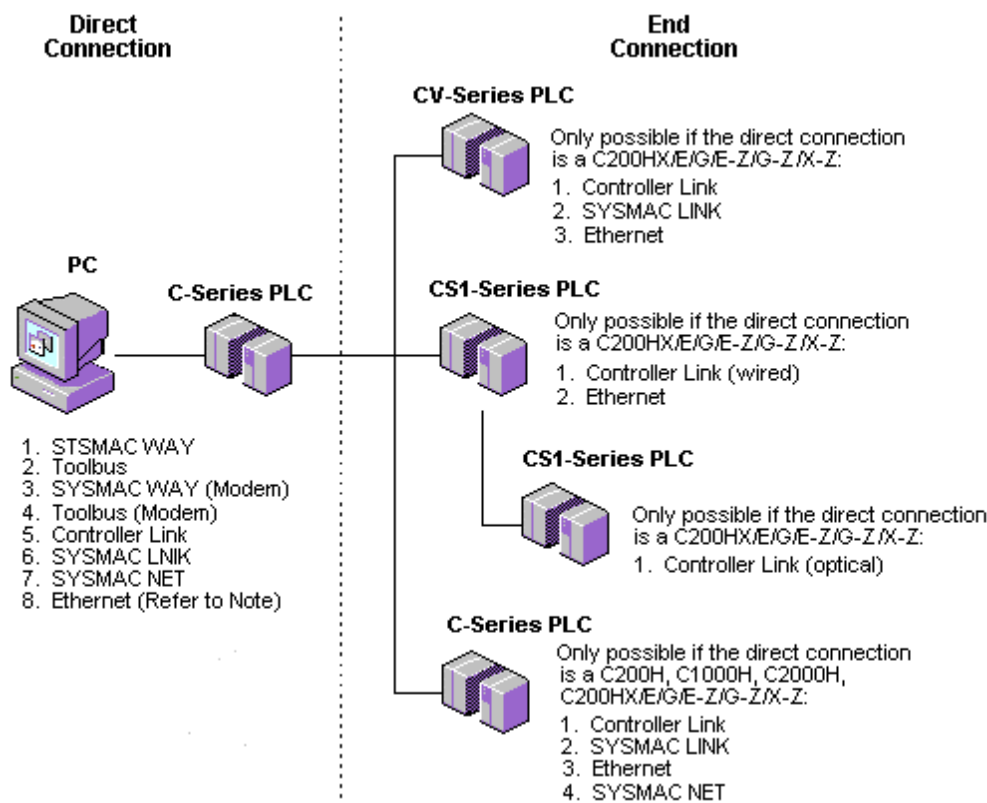 Direct
Connection
End
Connection
PC
C-Series PLC
1. STSMAC WAY
2. Toolbus
3. SYSMAC WAY (Modem)
4. Toolbus (Modem)
5. Controller Link
6. SYSMAC LNIK
7. SYSMAC NET
8. Ethernet (Refer to Note)
CV-Series PLC
Only possible if the direct connection
is a C200HX/E/G/E-Z/G-Z/X-Z:
1. Controller Link
2. SYSMAC LINK
3. Ethernet
CS1-Series PLC
Only possible if the direct connection
is a C200HX/E/G/E-Z/G-Z/X-Z:
1. Controller Link (wired)
2. Ethernet
CS1-Series PLC
Only possible if the direct connection
is a C200HX/E/G/E-Z/G-Z/X-Z:
1. Controller Link (optical)
C-Series PLC
Only possible if the direct connection
is a C200H, C1000H, C2000H,
C200HX/E/G/E-Z/G-Z/X-Z:
1. Controller Link
2. SYSMAC LINK
3. Ethernet
4. SYSMAC NET